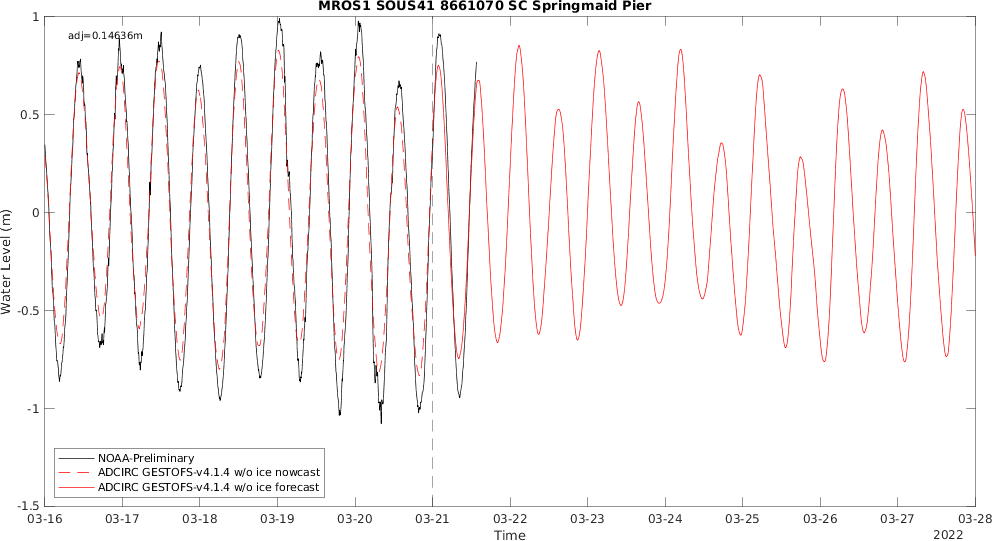 MROS1 SOUS41 8661070 SC Springmaid Pier
adj=0.14636m
1
0.5
0
-0.5
-1
-1.5
Water Level (m)
NOAA-Preliminary
ADCIRC GESTOFS-v4.1.4 w/o ice nowcast
ADCIRC GESTOFS-v4.1.4 w/o ice forecast
03-16 03-17 03-18 03-19 03-20 03-21 03-22 03-23 03-24 03-25 03-26 03-27 03-28
Time
2022